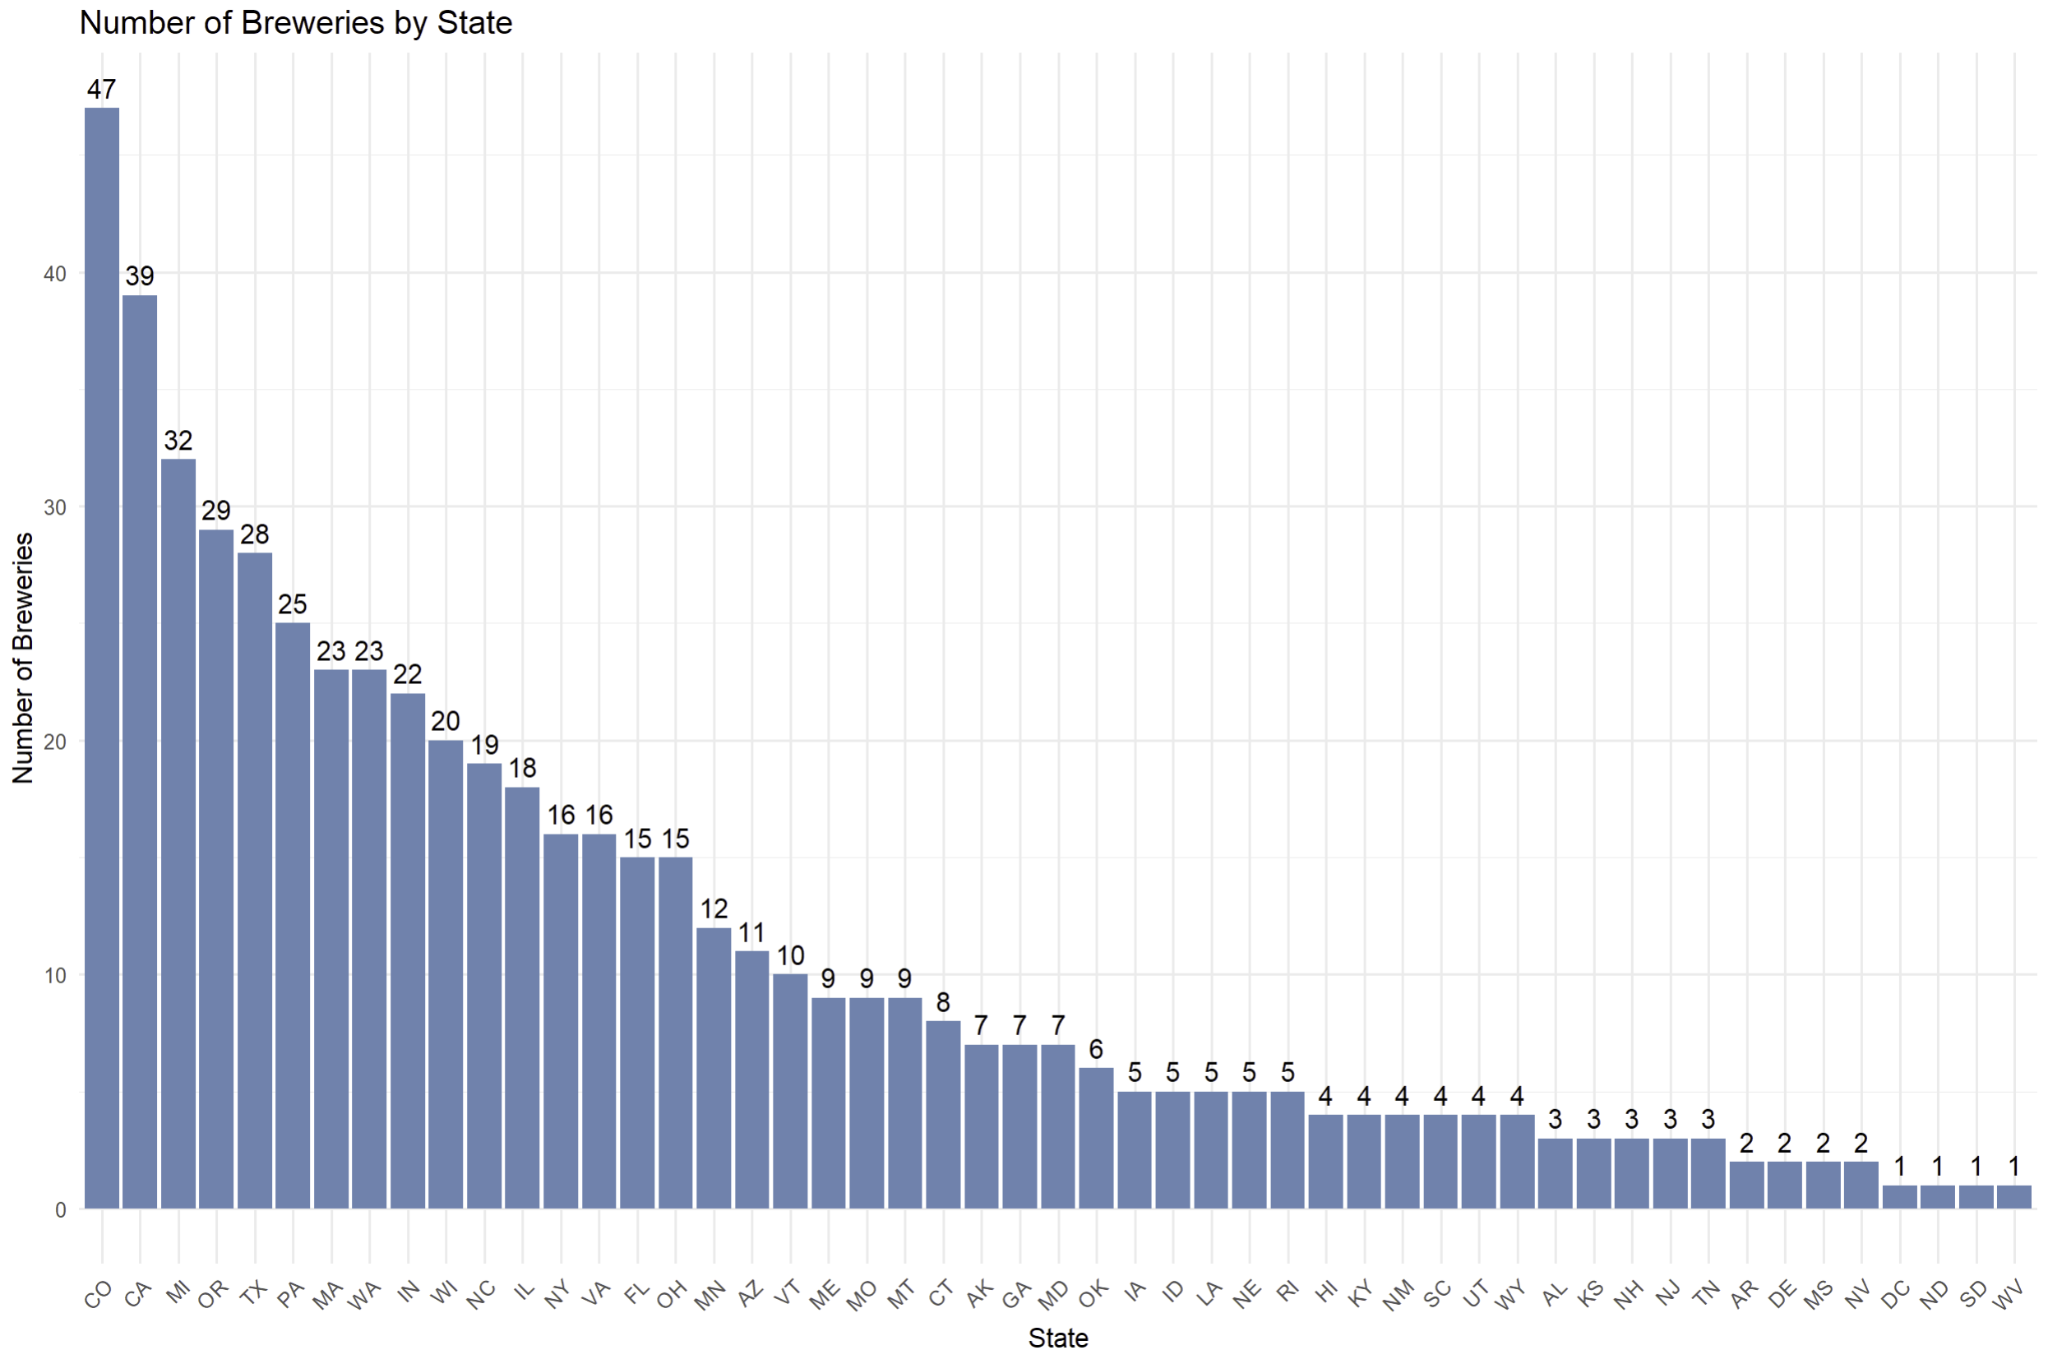 Number of Breweries by State
47
39
32
29
28
25
23 23
22
20
19
18
16 16
15 15
12
11
10
9 9 9
8
7 7 7
6
5 5 5 5 5
4 4 4 4 4 4
3 3 3 3 3
2 2 2 2
1 1 1 1
Number of Breweries
40
30
20
10
0
CO CA MI OR TX PA MA WA IN WI NC IL NY VA FL OH MN AZ VT ME MO MT CT AK GA MD OK IA ID LA NE RI HI KY NM SC UT WY AL KS NH NJ TN AR DE MS NV DC ND SD WV
State